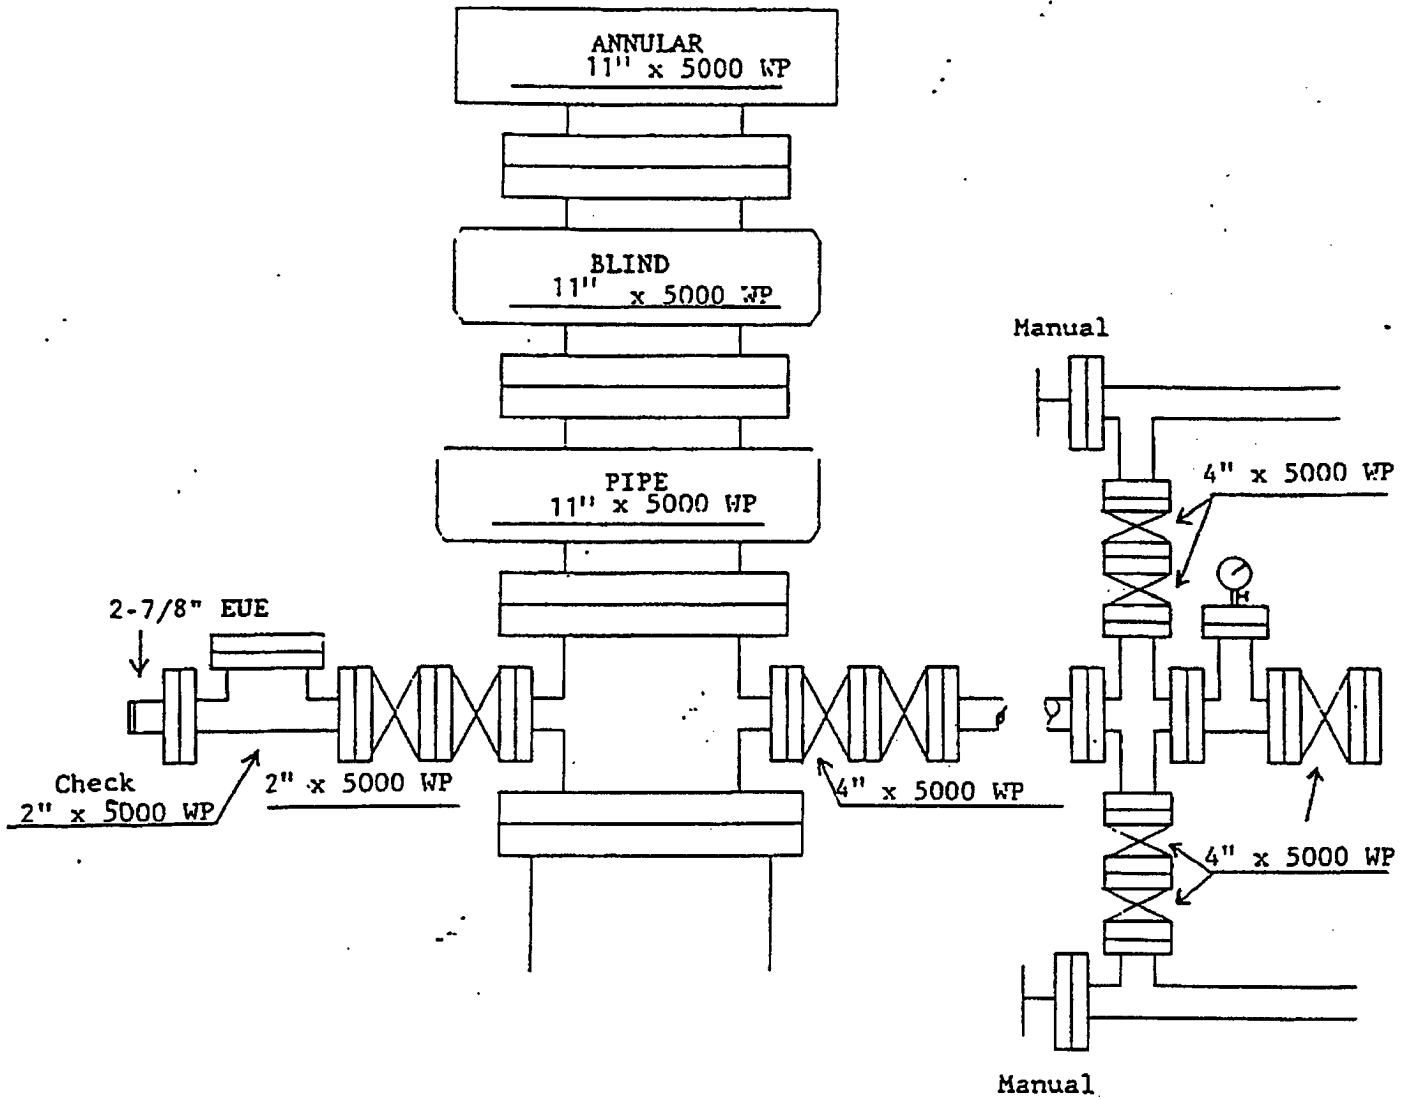 ANNULAR
11" x 5000 WP
BLIND
11" x 5000 WP
Manual
PIPE
11" x 5000 WP
4" x 5000 WP
2-7/8" EUE
Check
2" x 5000 WP
2" x 5000 WP
4" x 5000 WP
4" x 5000 WP
Manual